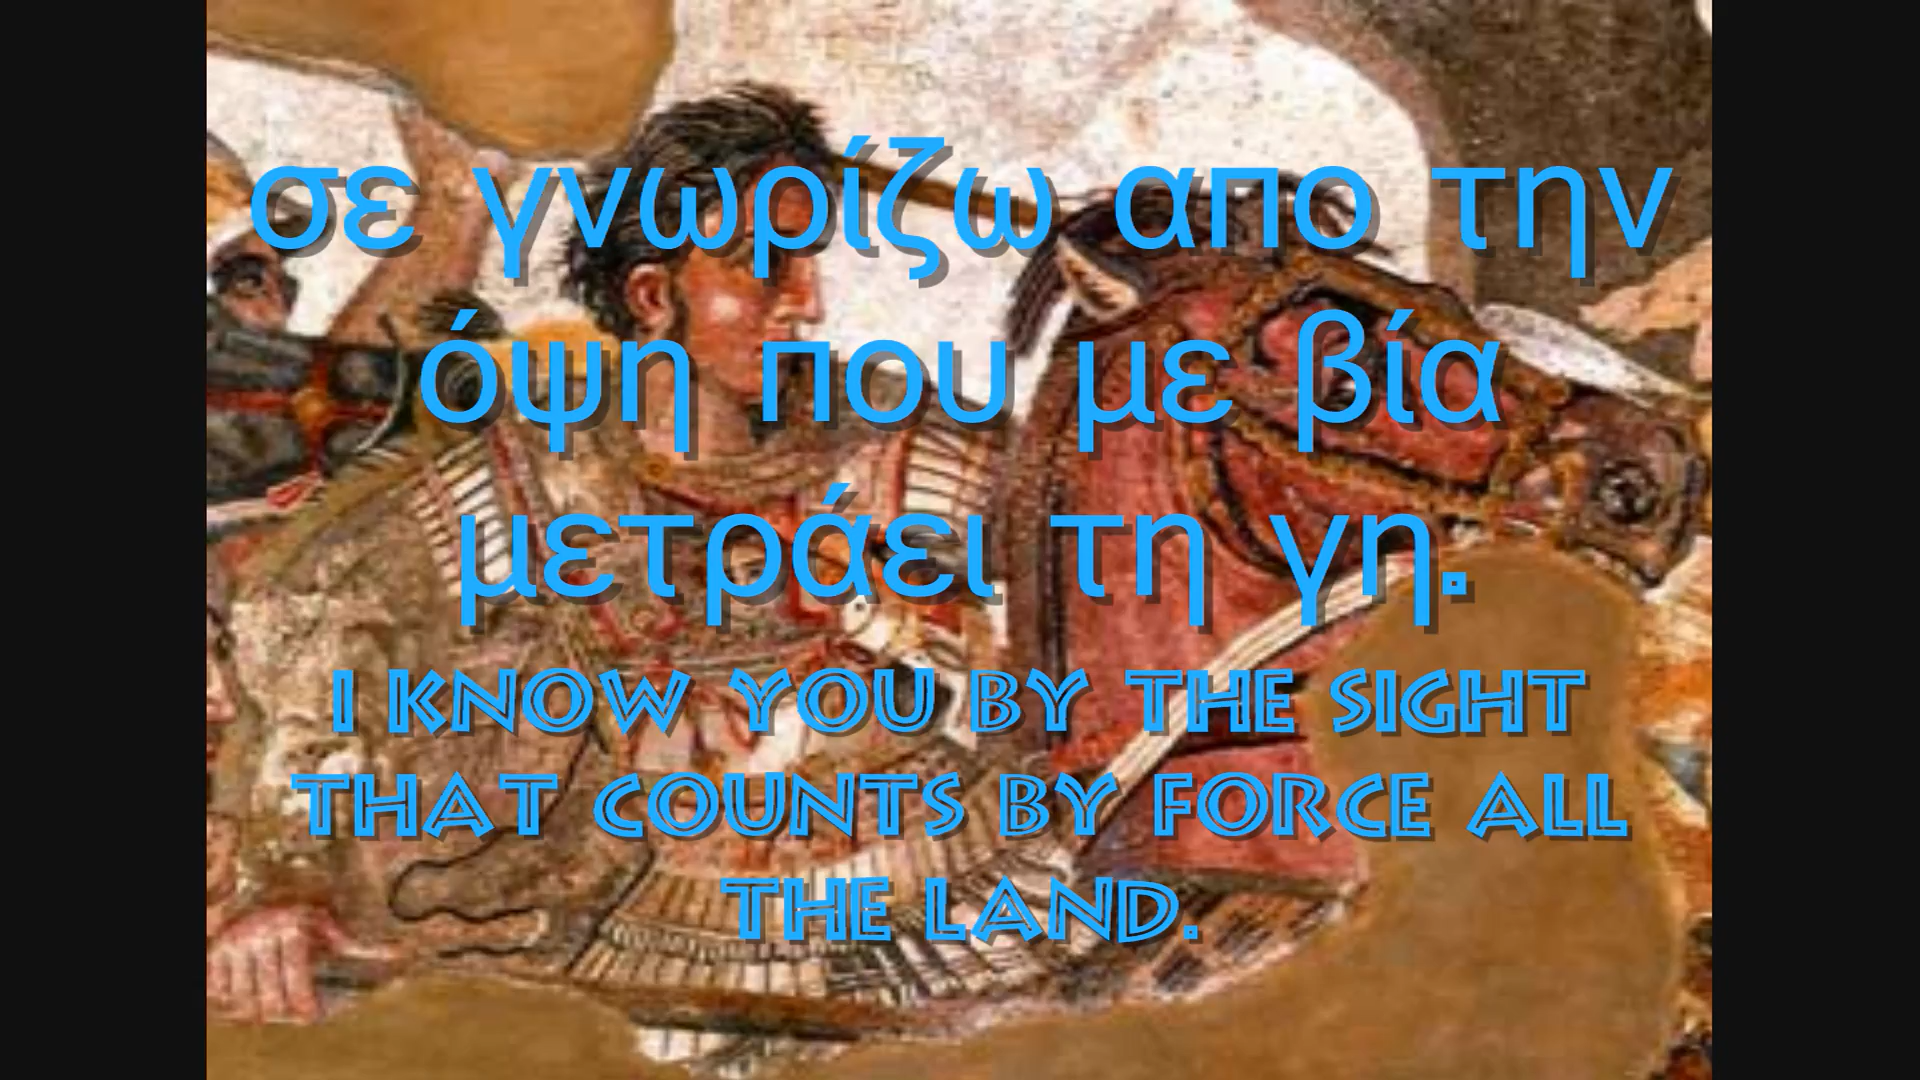 σε γνωρίζω απο την
όψη που με βία
μετράει τη γη.
I KNOW YOU BY THE SIGHT
THAT COUNTS BY FORCE ALL
THE LAND.